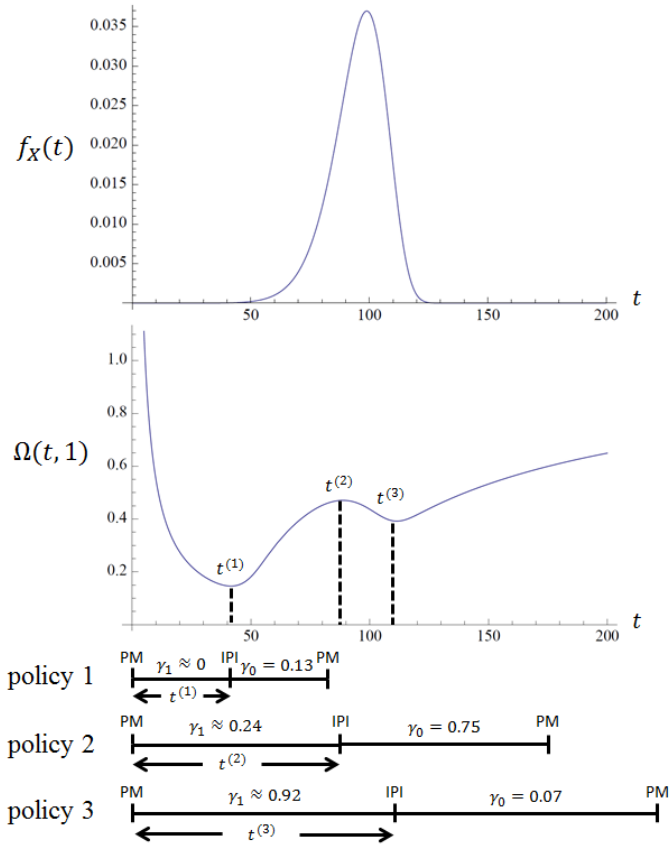 0.035
0.030
0.025
f_X(t)
0.020
0.015
0.010
0.005
50 100 150 200 t
1.0
0.8
Ω(t, 1)
0.6
t^(2)
t^(3)
0.4
t^(1)
0.2
50 100 150 200 t
PM IPI PM
policy 1 γ₁ ≈ 0 γ₀ = 0.13
t^(1)
PM IPI PM
policy 2 γ₁ ≈ 0.24 γ₀ = 0.75
t^(2)
PM IPI PM
policy 3 γ₁ ≈ 0.92 γ₀ = 0.07
t^(3)